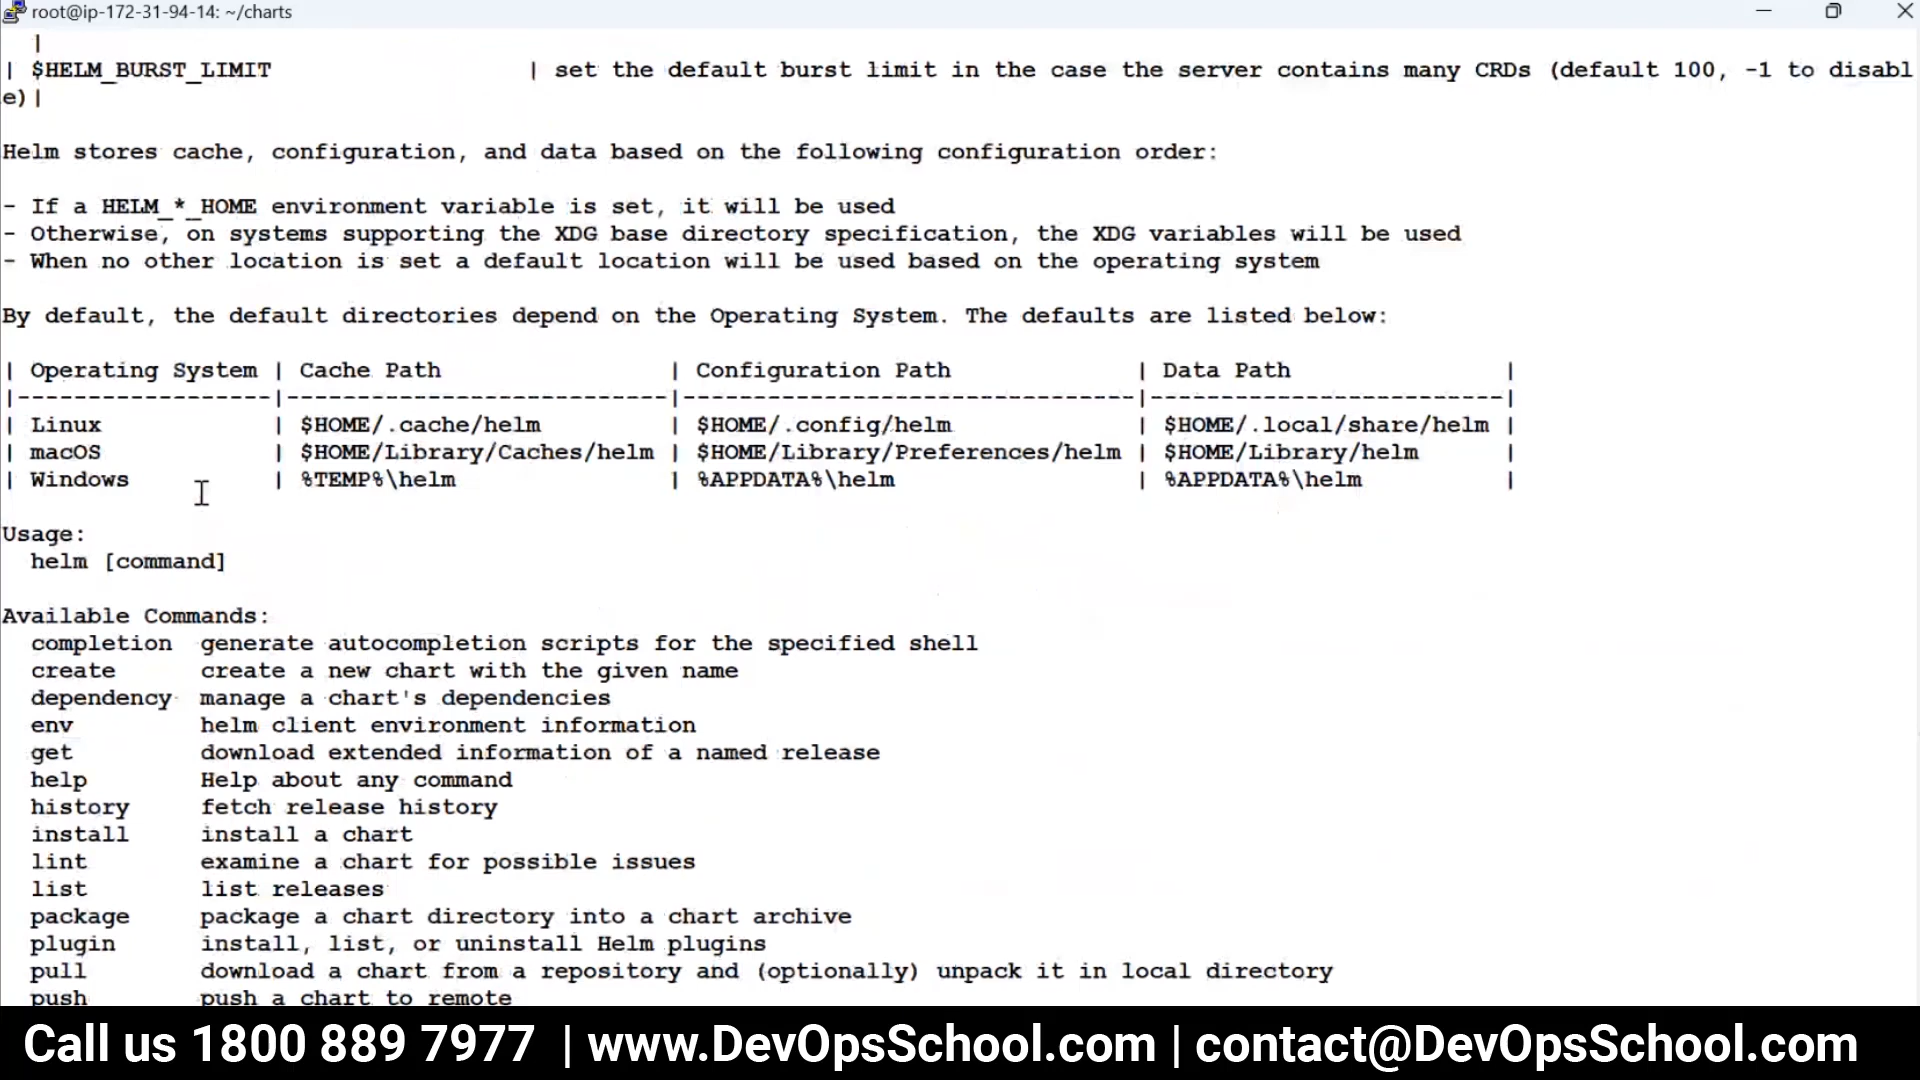 root@ip-172-31-94-14: ~/charts
|
| $HELM_BURST_LIMIT | set the default burst limit in the case the server contains many CRDs (default 100, -1 to disabl
e)|
Helm stores cache, configuration, and data based on the following configuration order:
- If a HELM_*_HOME environment variable is set, it will be used
- Otherwise, on systems supporting the XDG base directory specification, the XDG variables will be used
- When no other location is set a default location will be used based on the operating system
By default, the default directories depend on the Operating System. The defaults are listed below:
| Operating System | Cache Path | Configuration Path | Data Path |
|------------------|---------------------------|--------------------------------|-------------------------|
| Linux | $HOME/.cache/helm | $HOME/.config/helm | $HOME/.local/share/helm |
| macOS | $HOME/Library/Caches/helm | $HOME/Library/Preferences/helm | $HOME/Library/helm |
| Windows | %TEMP%\helm | %APPDATA%\helm | %APPDATA%\helm |
Usage:
helm [command]
Available Commands:
completion generate autocompletion scripts for the specified shell
create create a new chart with the given name
dependency manage a chart's dependencies
env helm client environment information
get download extended information of a named release
help Help about any command
history fetch release history
install install a chart
lint examine a chart for possible issues
list list releases
package package a chart directory into a chart archive
plugin install, list, or uninstall Helm plugins
pull download a chart from a repository and (optionally) unpack it in local directory
push push a chart to remote
Call us 1800 889 7977 | www.DevOpsSchool.com | contact@DevOpsSchool.com